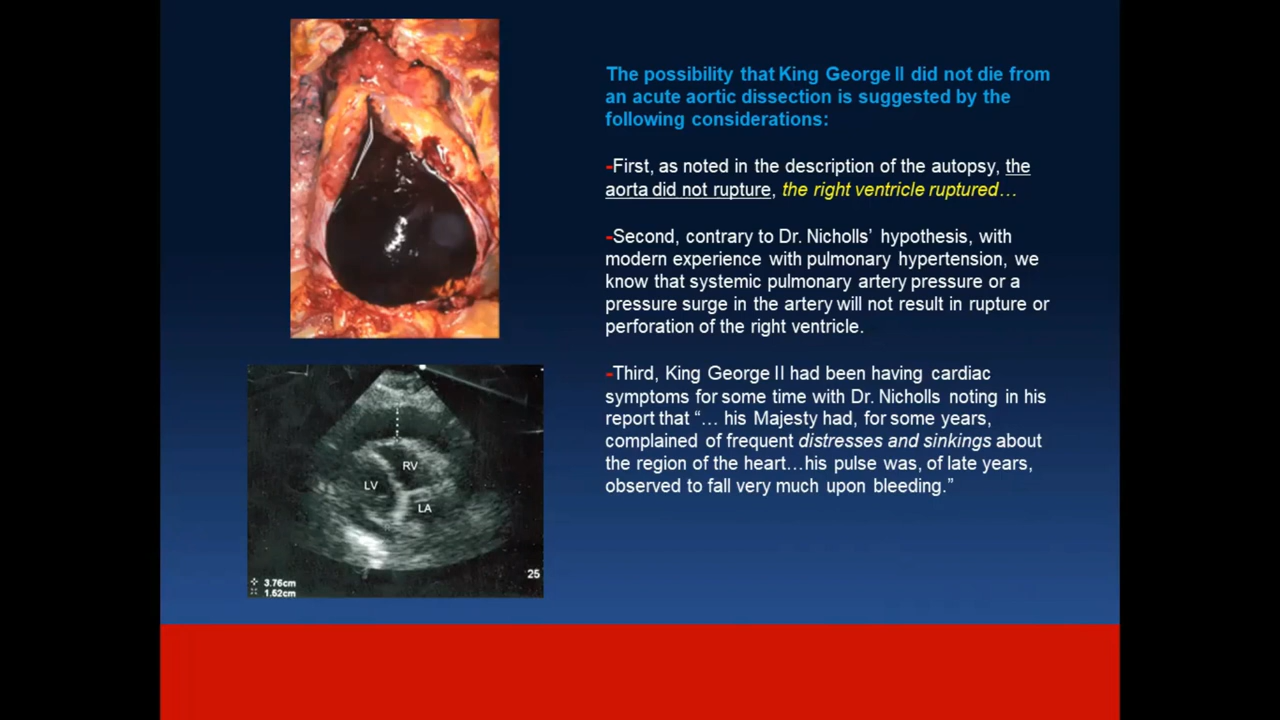 The possibility that King George II did not die from
an acute aortic dissection is suggested by the
following considerations:
-First, as noted in the description of the autopsy, the
aorta did not rupture, the right ventricle ruptured…
-Second, contrary to Dr. Nicholls’ hypothesis, with
modern experience with pulmonary hypertension, we
know that systemic pulmonary artery pressure or a
pressure surge in the artery will not result in rupture or
perforation of the right ventricle.
-Third, King George II had been having cardiac
symptoms for some time with Dr. Nicholls noting in his
report that “… his Majesty had, for some years,
complained of frequent distresses and sinkings about
the region of the heart…his pulse was, of late years,
observed to fall very much upon bleeding.”
RV
LV
LA
25
3.76cm
1.52cm